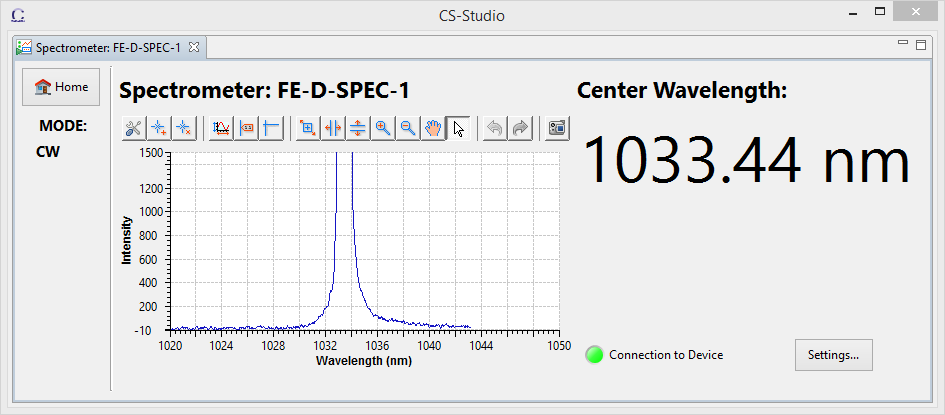 CS-Studio
Spectrometer: FE-D-SPEC-1
Home
MODE:
CW
Spectrometer: FE-D-SPEC-1
Center Wavelength:
1033.44 nm
Intensity
1500
1200
1000
800
600
400
200
-10
1020 1024 1028 1032 1036 1040 1044 1050
Wavelength (nm)
Connection to Device
Settings...